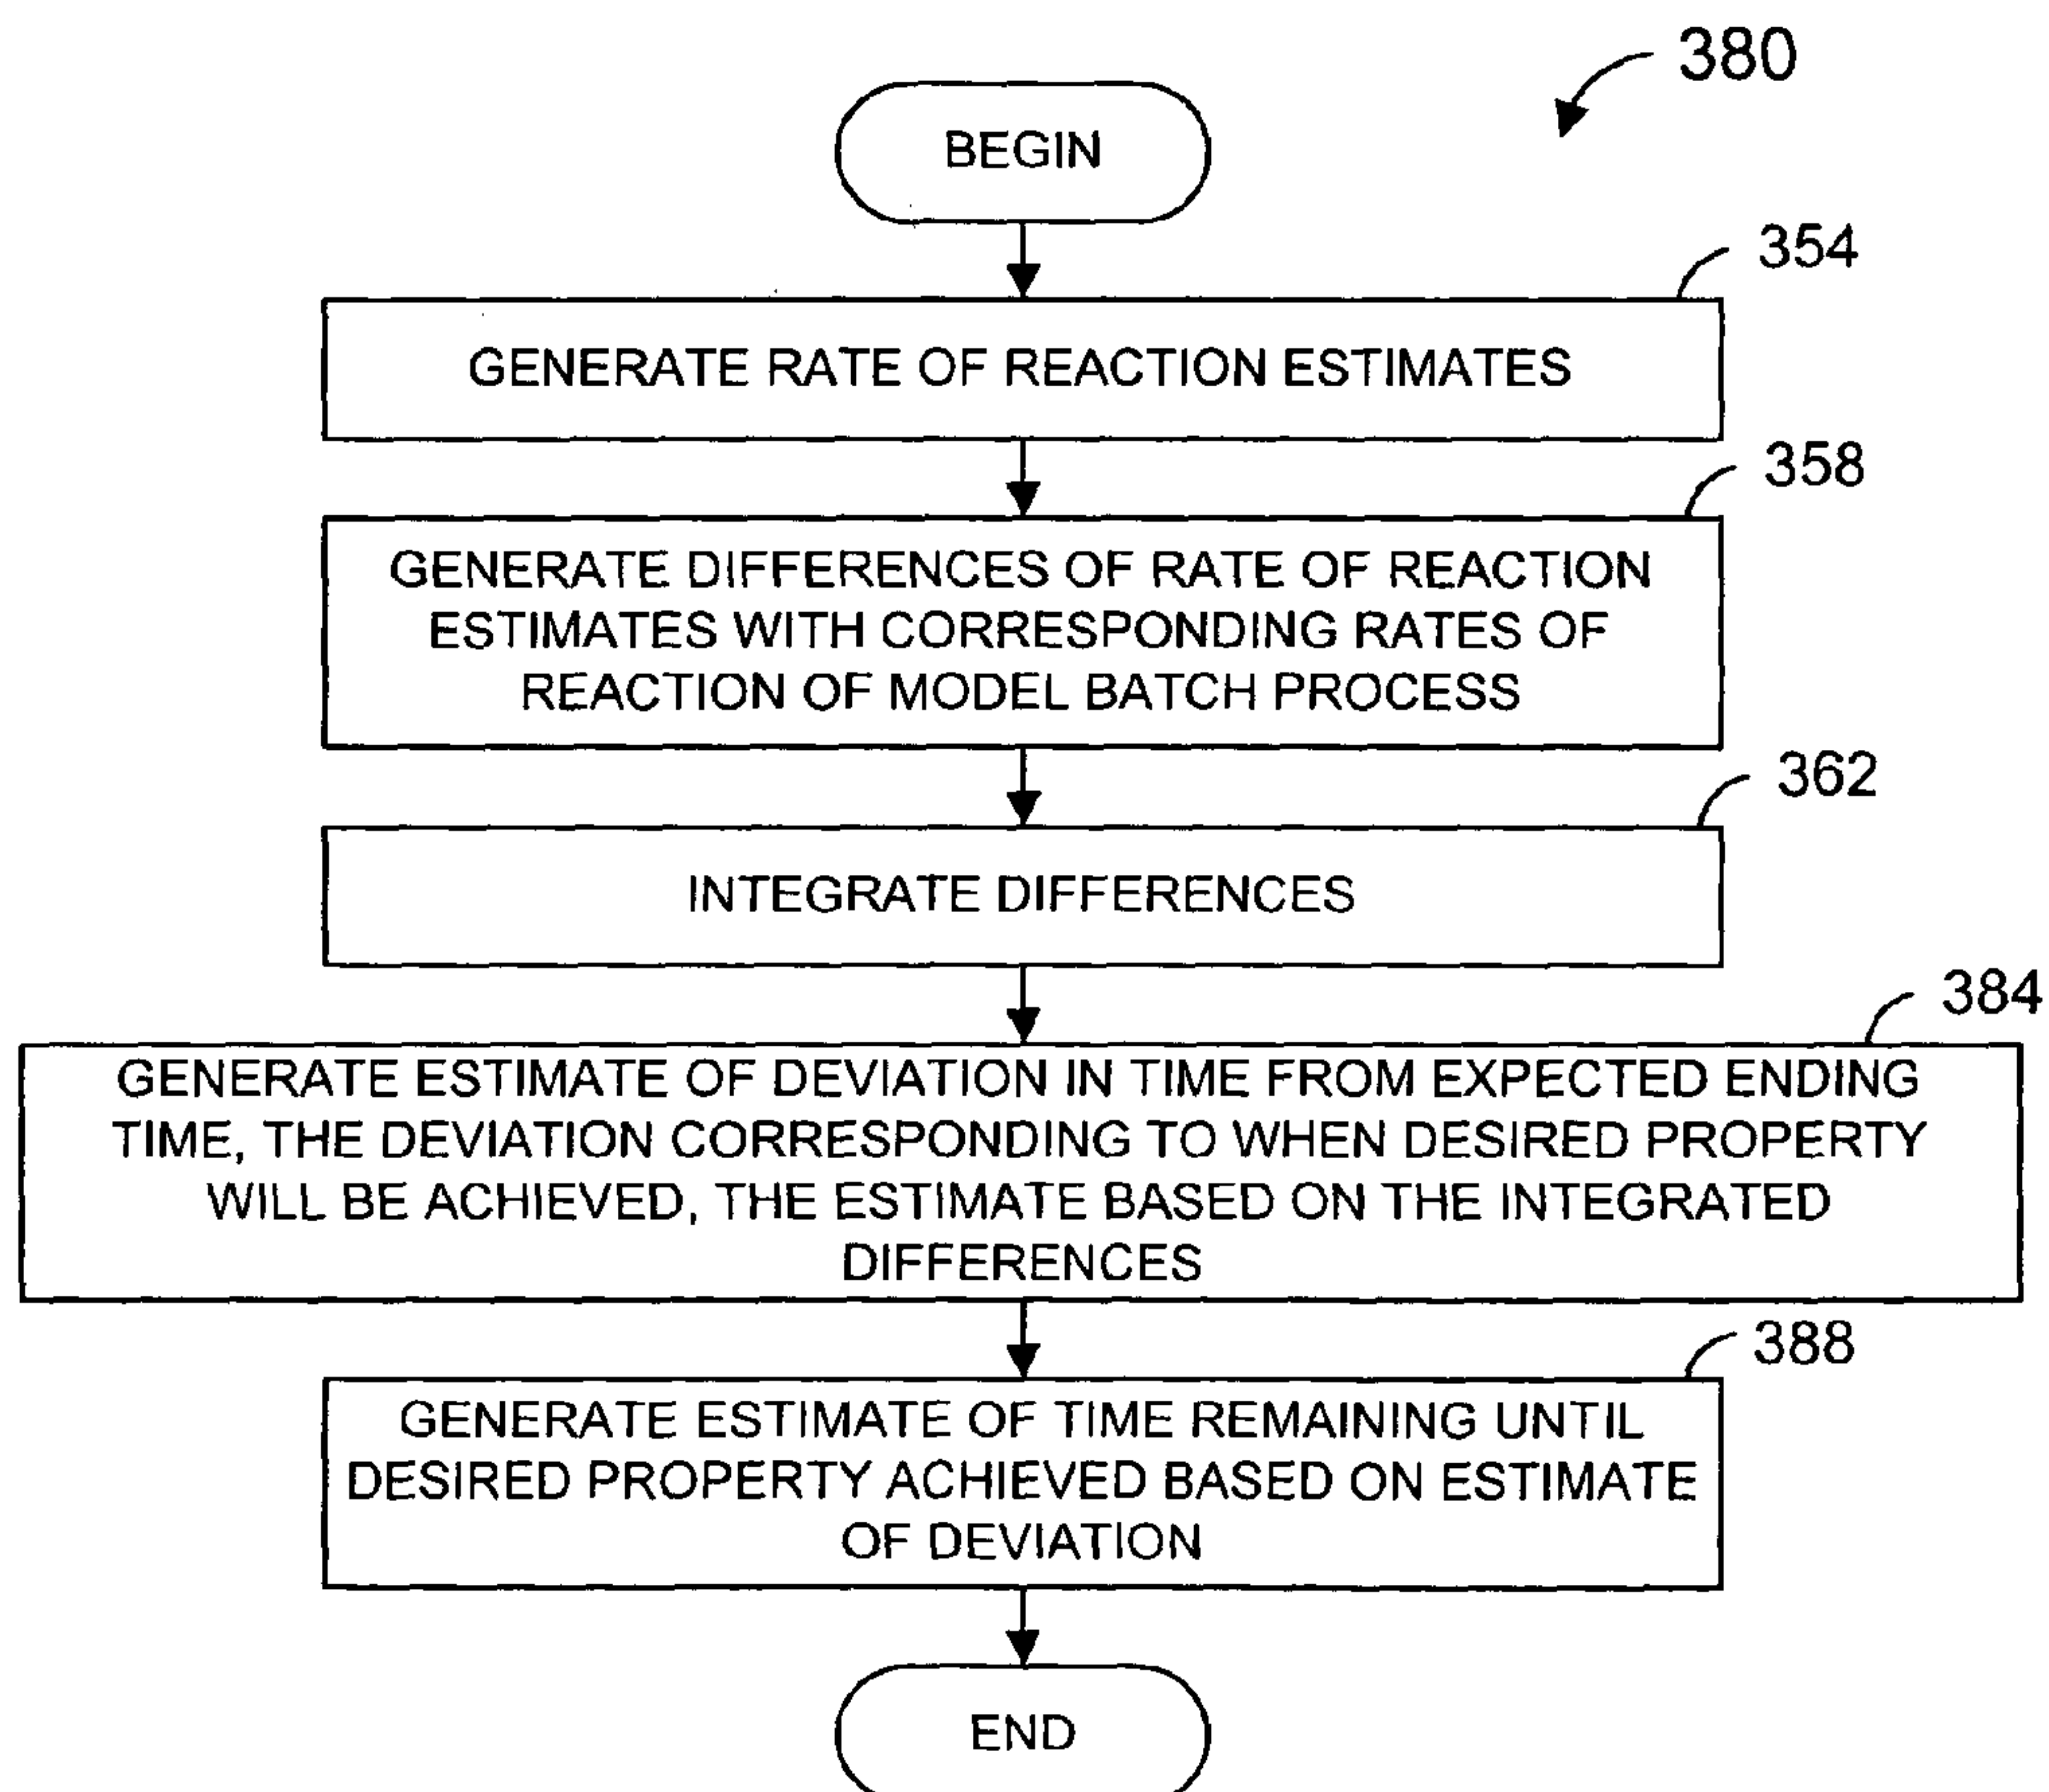 380
BEGIN
354
GENERATE RATE OF REACTION ESTIMATES
358
GENERATE DIFFERENCES OF RATE OF REACTION
ESTIMATES WITH CORRESPONDING RATES OF
REACTION OF MODEL BATCH PROCESS
362
INTEGRATE DIFFERENCES
384
GENERATE ESTIMATE OF DEVIATION IN TIME FROM EXPECTED ENDING
TIME, THE DEVIATION CORRESPONDING TO WHEN DESIRED PROPERTY
WILL BE ACHIEVED, THE ESTIMATE BASED ON THE INTEGRATED
DIFFERENCES
388
GENERATE ESTIMATE OF TIME REMAINING UNTIL
DESIRED PROPERTY ACHIEVED BASED ON ESTIMATE
OF DEVIATION
END